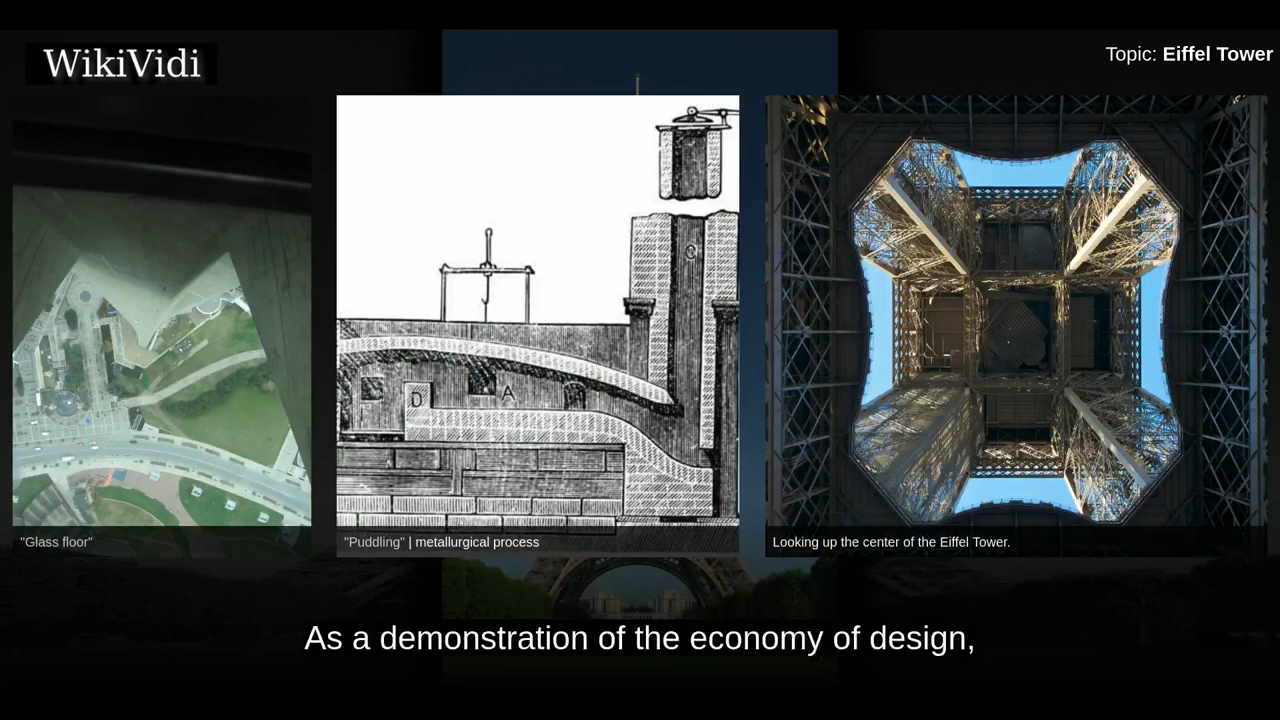 WikiVidi
Topic: Eiffel Tower
C
D
A
"Glass floor"
"Puddling" | metallurgical process
Looking up the center of the Eiffel Tower.
As a demonstration of the economy of design,